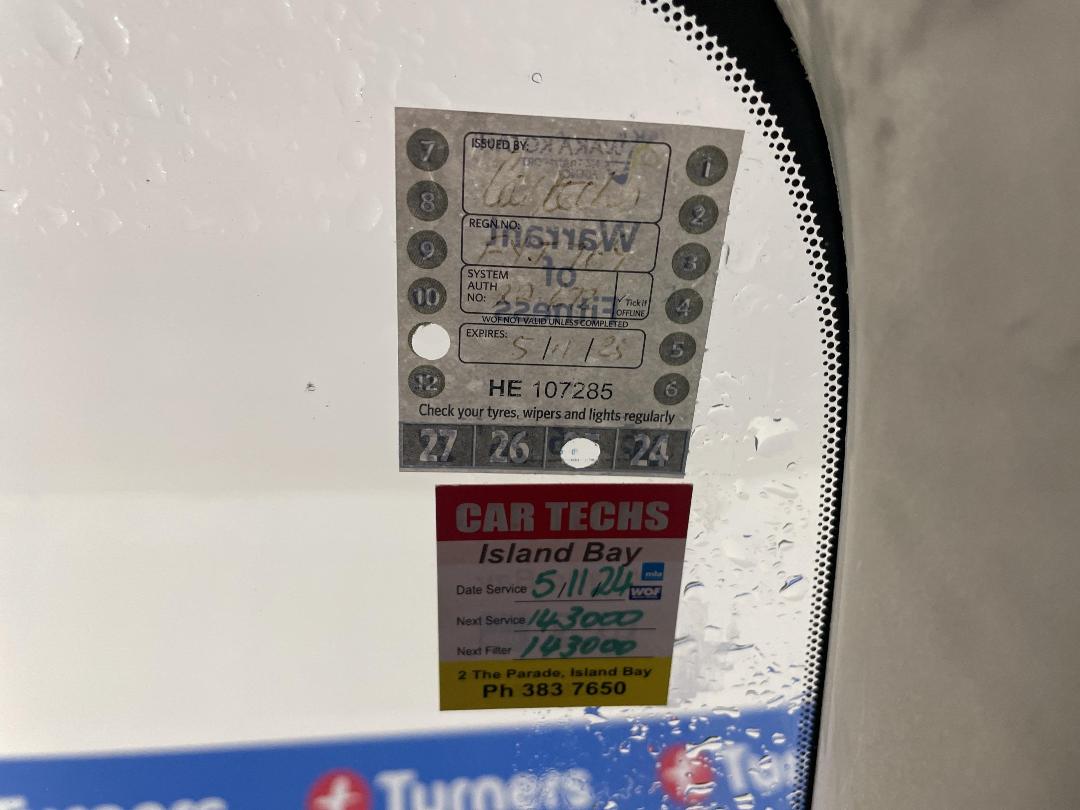 7
ISSUED BY:
1
8
2
REGN.NO:
9
3
Warrant
of
Fitness
SYSTEM
AUTH
NO:
10
✓ Tick if
OFFLINE
4
WOF NOT VALID UNLESS COMPLETED
EXPIRES:
5/11/25
5
12
HE 107285
6
Check your tyres, wipers and lights regularly
27 26 24
CAR TECHS
Island Bay
mta
Date Service 5/11/24 WOF
Next Service 143000
Next Filter 143000
2 The Parade, Island Bay
Ph 383 7650
Turners